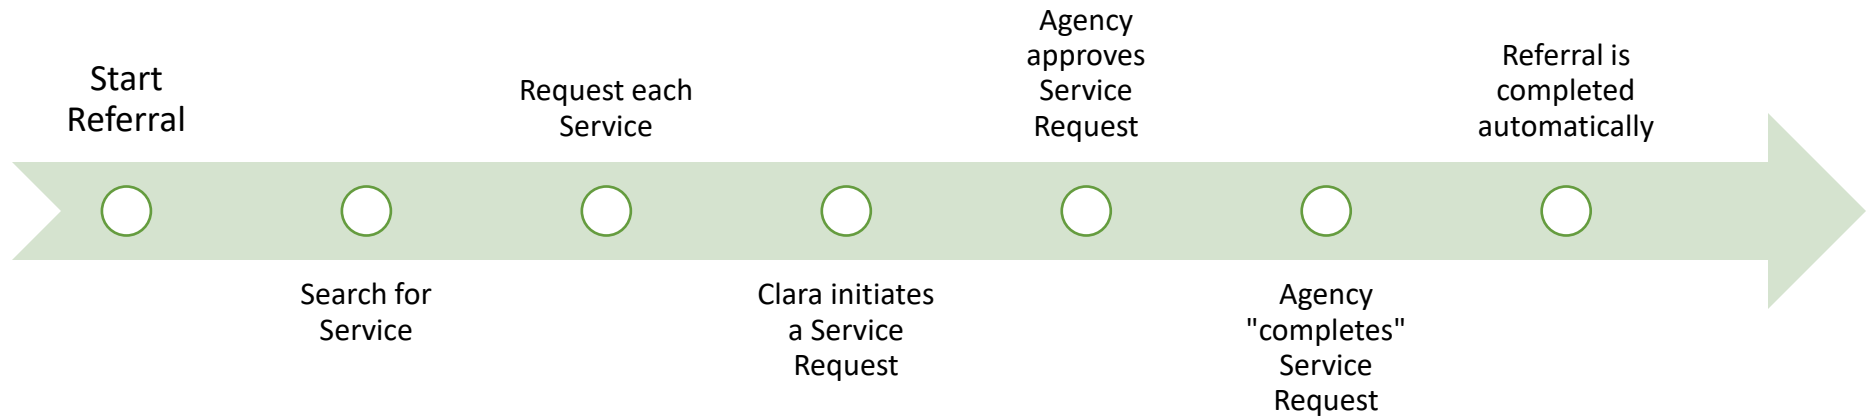 Start
Referral
Search for
Service
Request each
Service
Clara initiates
a Service
Request
Agency
approves
Service
Request
Agency
"completes"
Service
Request
Referral is
completed
automatically